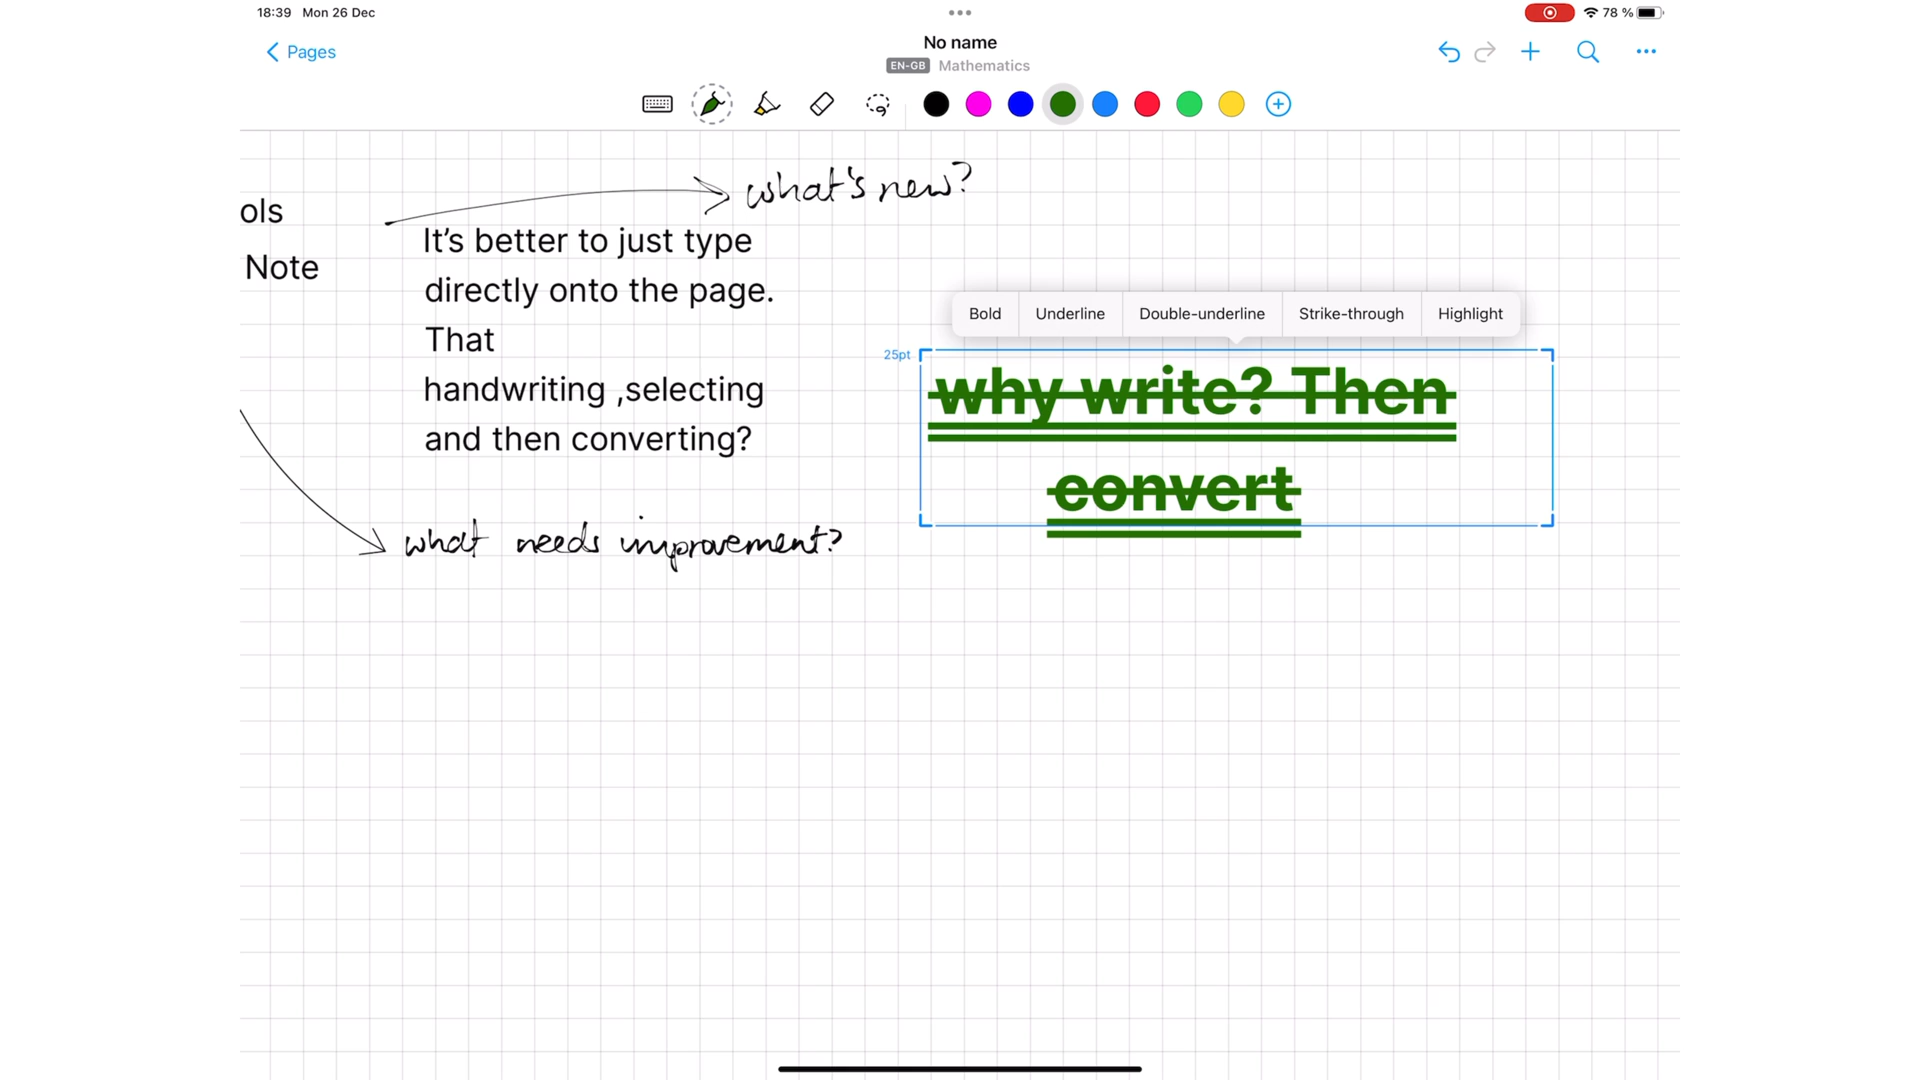 18:39 Mon 26 Dec
78 %
Pages
No name
EN-GB Mathematics
what's new?
ols
Note
It's better to just type
directly onto the page.
That
handwriting ,selecting
and then converting?
what needs improvement?
Bold Underline Double-underline Strike-through Highlight
25pt
why write? Then
convert